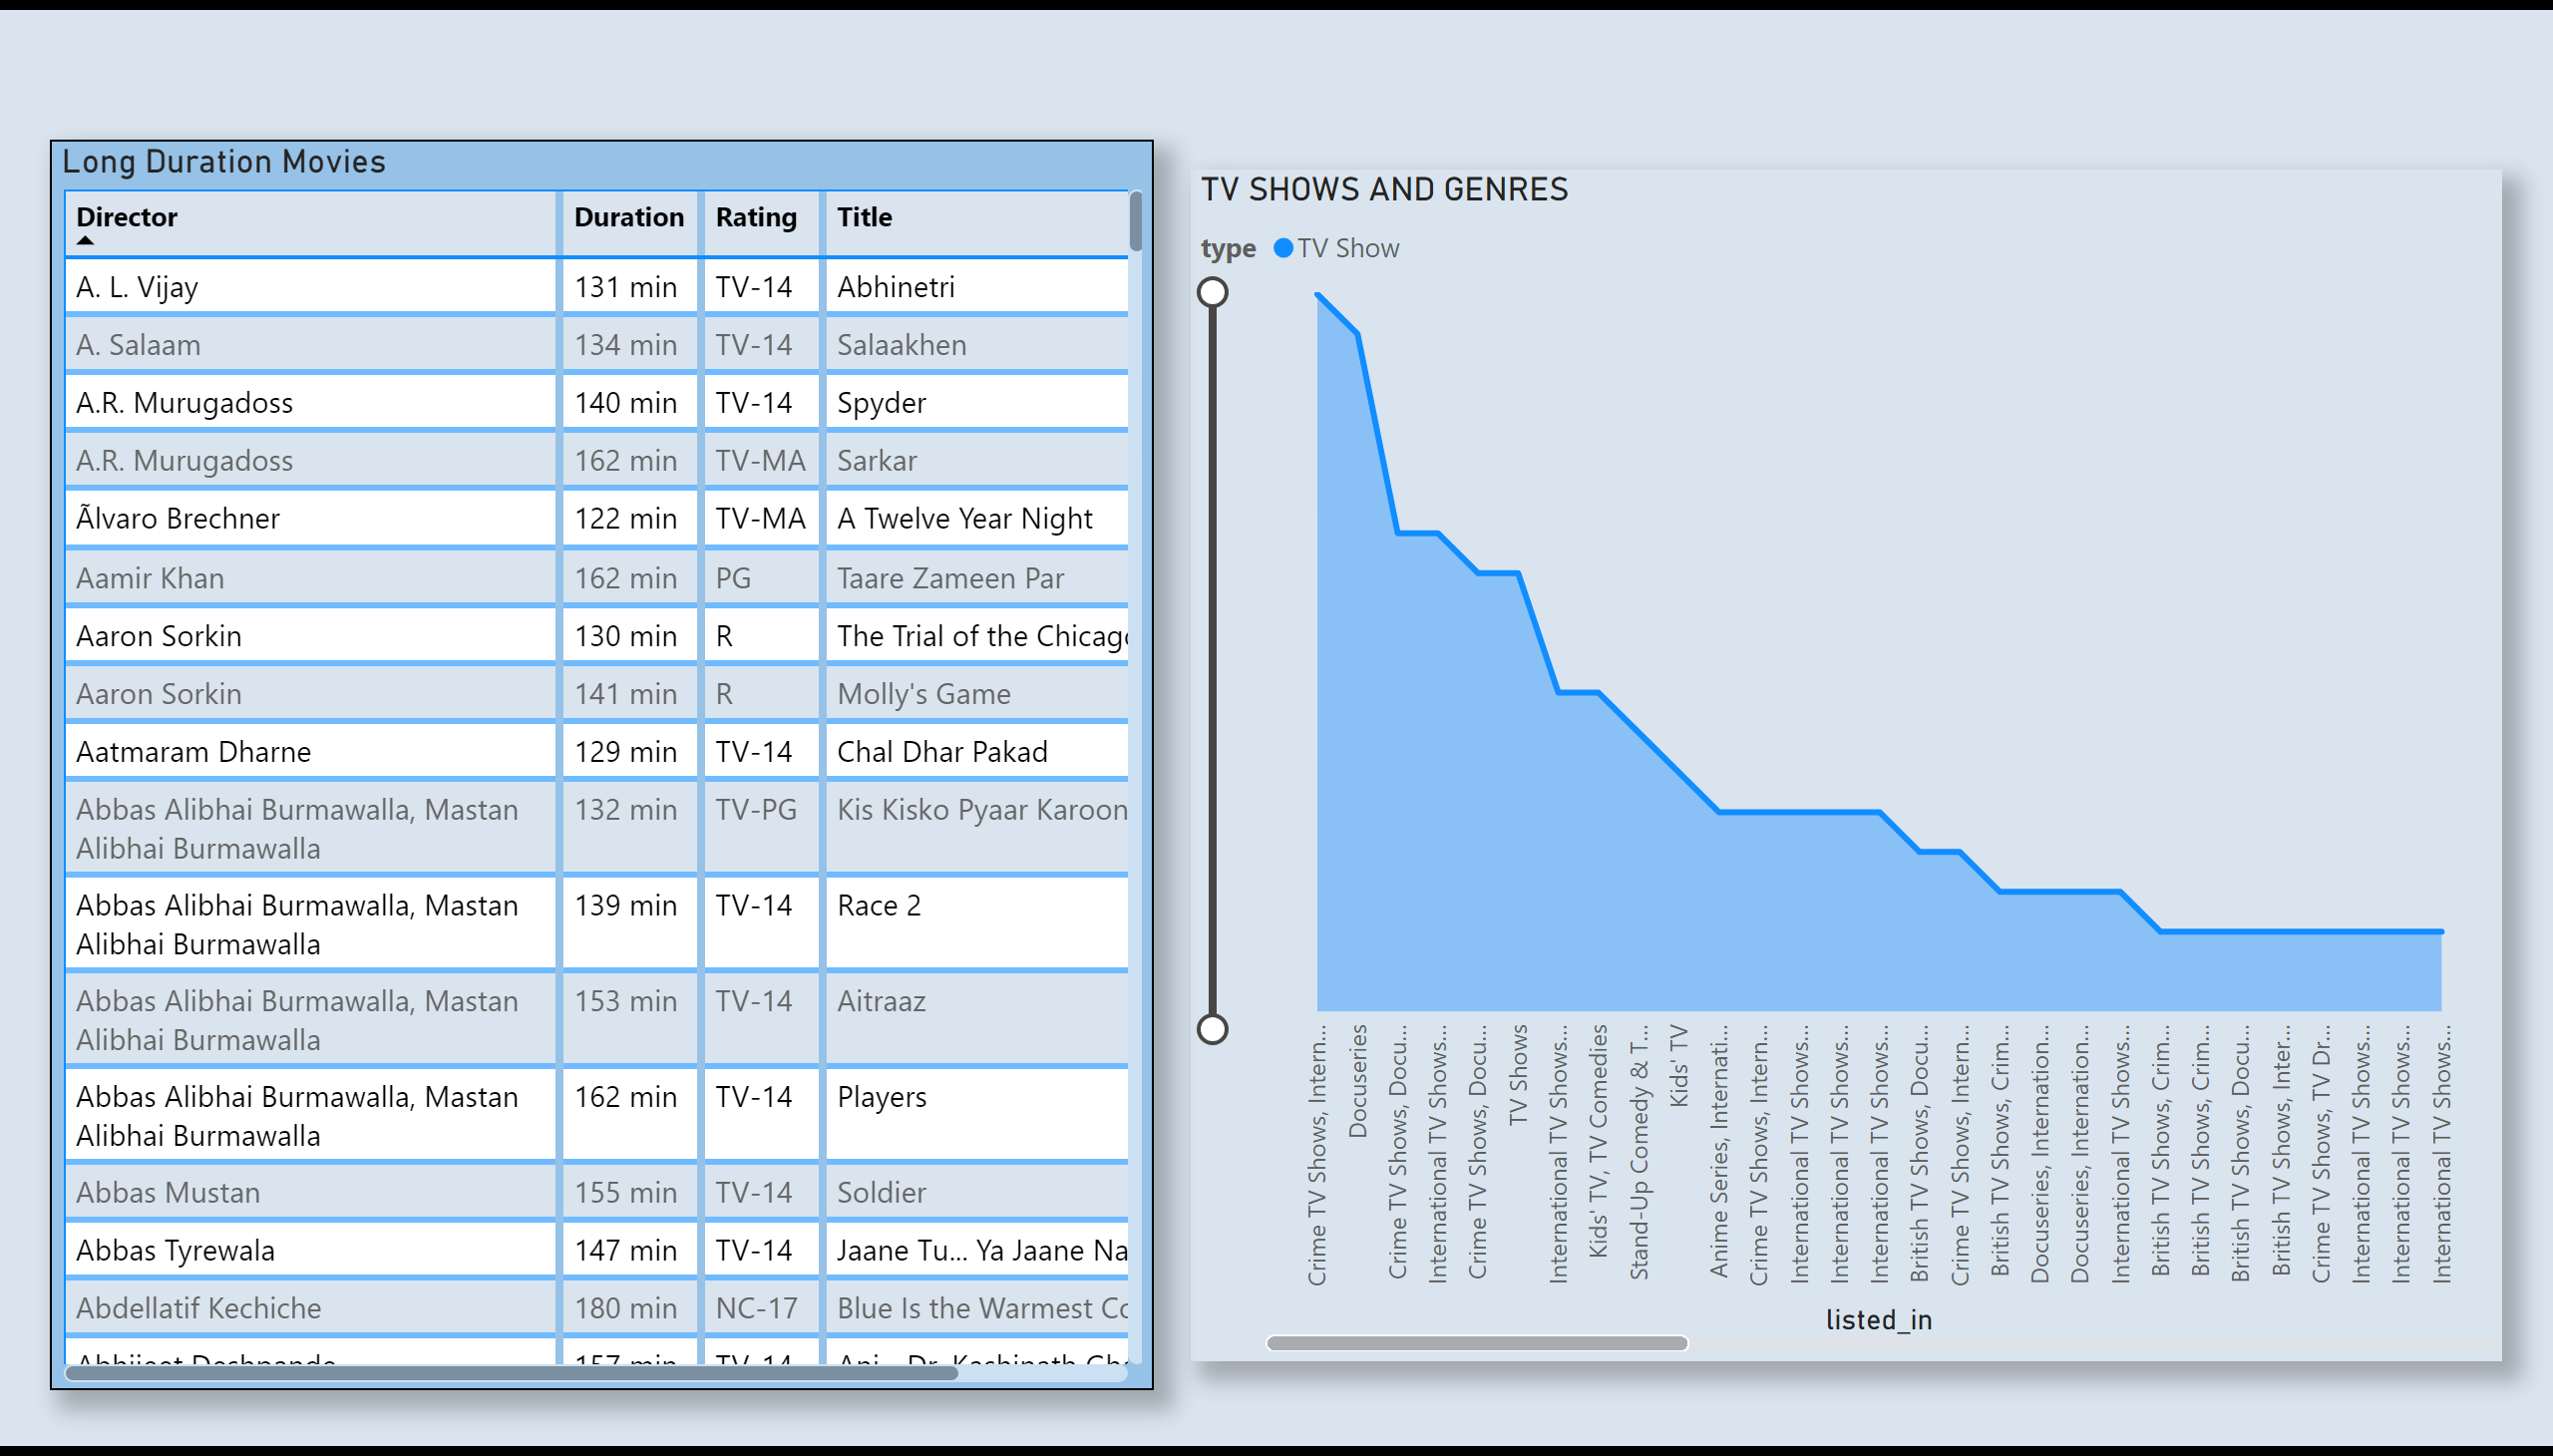 Long Duration Movies
Director Duration Rating Title
A. L. Vijay 131 min TV-14 Abhinetri
A. Salaam 134 min TV-14 Salaakhen
A.R. Murugadoss 140 min TV-14 Spyder
A.R. Murugadoss 162 min TV-MA Sarkar
Ãlvaro Brechner 122 min TV-MA A Twelve Year Night
Aamir Khan 162 min PG Taare Zameen Par
Aaron Sorkin 130 min R The Trial of the Chicago
Aaron Sorkin 141 min R Molly's Game
Aatmaram Dharne 129 min TV-14 Chal Dhar Pakad
Abbas Alibhai Burmawalla, Mastan 132 min TV-PG Kis Kisko Pyaar Karoon
Alibhai Burmawalla
Abbas Alibhai Burmawalla, Mastan 139 min TV-14 Race 2
Alibhai Burmawalla
Abbas Alibhai Burmawalla, Mastan 153 min TV-14 Aitraaz
Alibhai Burmawalla
Abbas Alibhai Burmawalla, Mastan 162 min TV-14 Players
Alibhai Burmawalla
Abbas Mustan 155 min TV-14 Soldier
Abbas Tyrewala 147 min TV-14 Jaane Tu... Ya Jaane Na
Abdellatif Kechiche 180 min NC-17 Blue Is the Warmest Co
Abhijeet Deshpande 157 min TV-14
TV SHOWS AND GENRES
type TV Show
Crime TV Shows, Intern...
Docuseries
Crime TV Shows, Docu...
International TV Shows...
Crime TV Shows, Docu...
TV Shows
International TV Shows...
Kids' TV, TV Comedies
Stand-Up Comedy & T...
Kids' TV
Anime Series, Internati...
Crime TV Shows, Intern...
International TV Shows...
International TV Shows...
International TV Shows...
British TV Shows, Docu...
Crime TV Shows, Intern...
British TV Shows, Crim...
Docuseries, Internation...
Docuseries, Internation...
International TV Shows...
British TV Shows, Crim...
British TV Shows, Crim...
British TV Shows, Docu...
British TV Shows, Inter...
Crime TV Shows, TV Dr...
International TV Shows...
International TV Shows...
International TV Shows...
listed_in